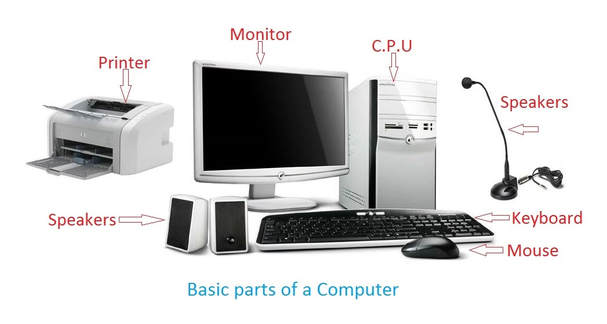 Monitor
C.P.U
Printer
Speakers
Speakers
Keyboard
Mouse
Basic parts of a Computer